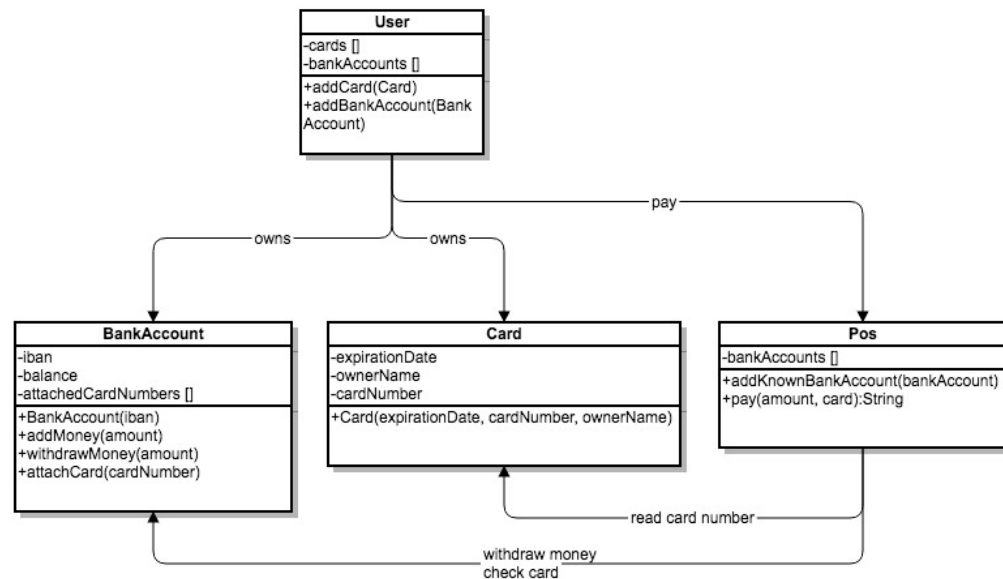 User
-cards []
-bankAccounts []
+addCard(Card)
+addBankAccount(Bank
Account)
pay
owns
owns
BankAccount
-iban
-balance
-attachedCardNumbers []
+BankAccount(iban)
+addMoney(amount)
+withdrawMoney(amount)
+attachCard(cardNumber)
Card
-expirationDate
-ownerName
-cardNumber
+Card(expirationDate, cardNumber, ownerName)
Pos
-bankAccounts []
+addKnownBankAccount(bankAccount)
+pay(amount, card):String
read card number
withdraw money
check card